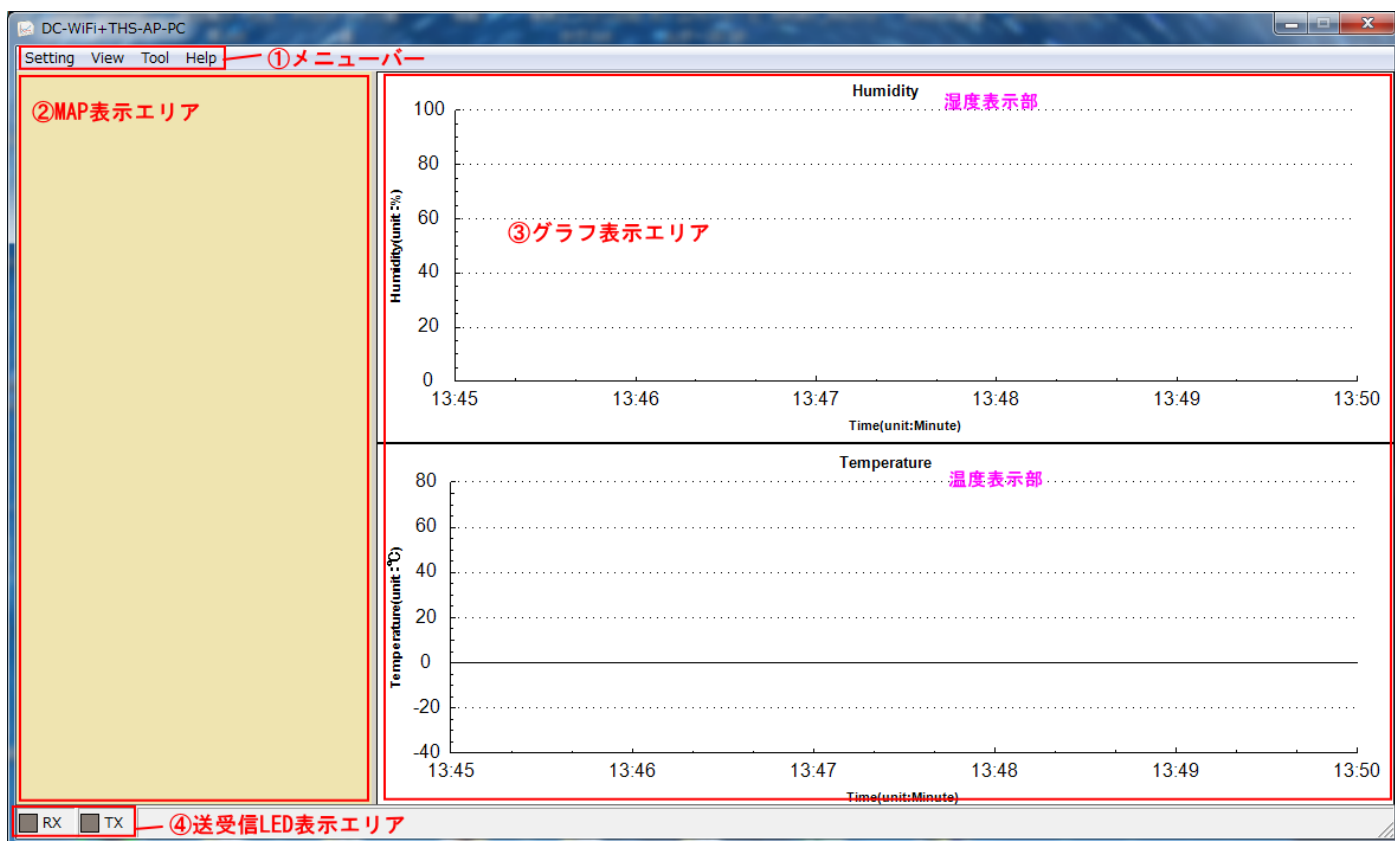 DC-WiFi+THS-AP-PC
Setting View Tool Help
①メニューバー
②MAP表示エリア
Humidity
湿度表示部
100
80
60
40
20
0
Humidity(unit:%)
③グラフ表示エリア
13:45 13:46 13:47 13:48 13:49 13:50
Time(unit:Minute)
Temperature
温度表示部
80
60
40
20
0
-20
-40
Temperature(unit:℃)
13:45 13:46 13:47 13:48 13:49 13:50
Time(unit:Minute)
RX TX
④送受信LED表示エリア